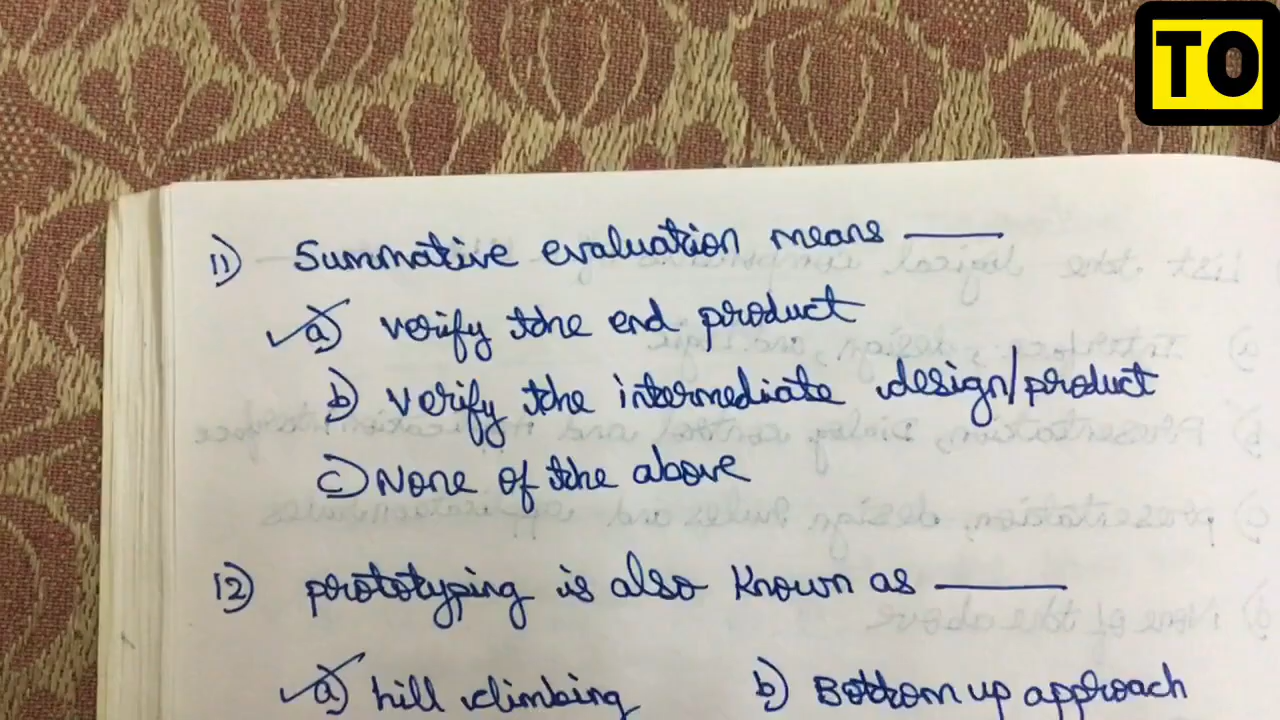 TO
11) Summative evaluation means ____
a) verify the end product
b) verify the intermediate design/product
c) None of the above
12) prototyping is also known as ____
a) hill climbing b) Bottom up approach